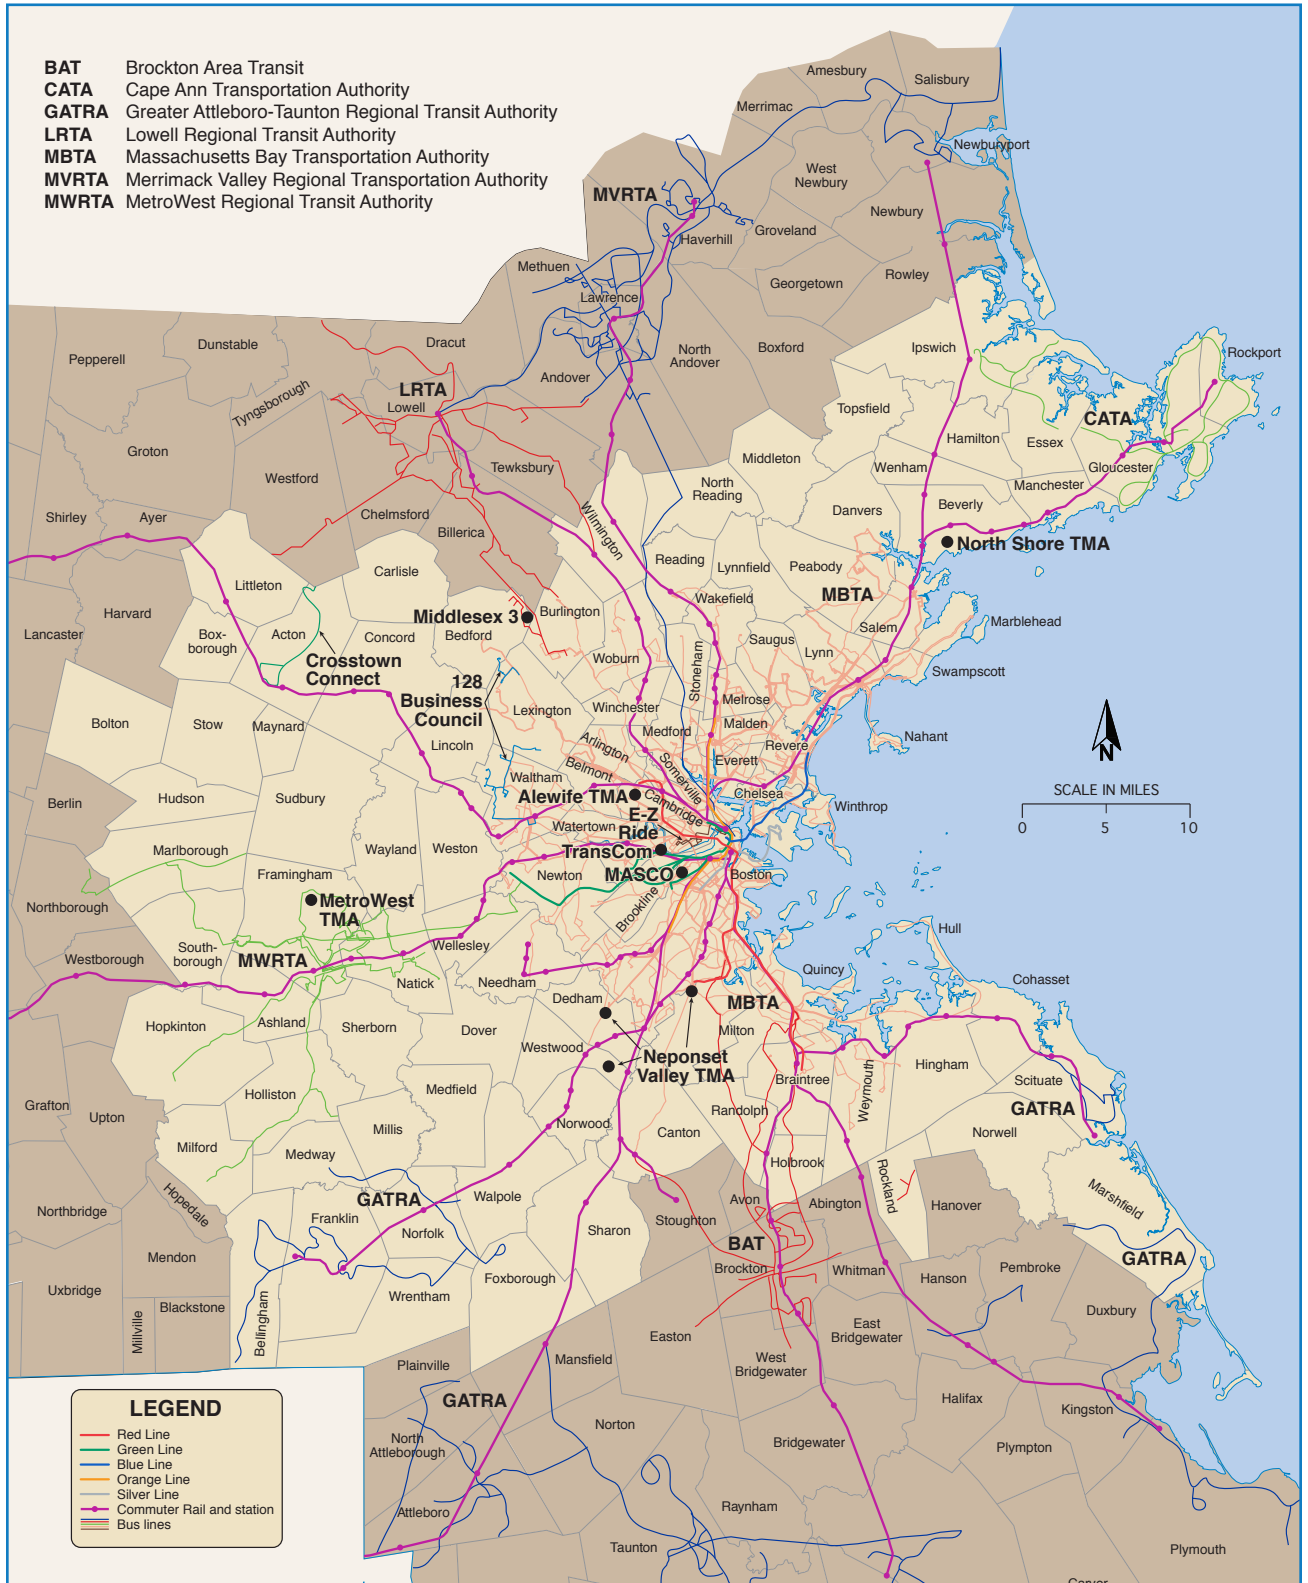 BAT Brockton Area Transit
CATA Cape Ann Transportation Authority
GATRA Greater Attleboro-Taunton Regional Transit Authority
LRTA Lowell Regional Transit Authority
MBTA Massachusetts Bay Transportation Authority
MVRTA Merrimack Valley Regional Transportation Authority
MWRTA MetroWest Regional Transit Authority
Amesbury
Salisbury
Merrimac
Newburyport
West
Newbury
MVRTA
Newbury
Groveland
Haverhill
Methuen
Rowley
Georgetown
Lawrence
Dunstable
Dracut
Pepperell
North
Andover
Boxford
Ipswich
Rockport
Andover
LRTA
Lowell
Tyngsborough
Topsfield
CATA
Hamilton
Essex
Groton
Middleton
Wenham
Gloucester
Tewksbury
Westford
North
Reading
Manchester
Beverly
Danvers
Shirley
Ayer
Chelmsford
Billerica
Wilmington
North Shore TMA
Reading
Lynnfield
Peabody
Carlisle
Littleton
MBTA
Wakefield
Harvard
Middlesex 3
Burlington
Marblehead
Lancaster
Box-
borough
Acton
Concord
Bedford
Saugus
Salem
Lynn
Crosstown
Connect
Woburn
Stoneham
Swampscott
128
Business
Council
Melrose
Winchester
Lexington
Malden
Bolton
Stow
Maynard
Medford
Nahant
Lincoln
Arlington
Revere
Belmont
Somerville
Everett
N
Waltham
SCALE IN MILES
0 5 10
Berlin
Hudson
Sudbury
Alewife TMA
Cambridge
Chelsea
Winthrop
E-Z
Ride
Watertown
Marlborough
Wayland
Weston
TransCom
Framingham
Newton
MASCO
Boston
MetroWest
TMA
Northborough
Brookline
Hull
South-
borough
MWRTA
Wellesley
Westborough
Natick
Needham
Quincy
Cohasset
Dedham
MBTA
Hopkinton
Ashland
Sherborn
Dover
Milton
Westwood
Neponset
Valley TMA
Hingham
Braintree
Weymouth
Scituate
Medfield
Holliston
Grafton
Upton
Randolph
GATRA
Norwood
Millis
Canton
Norwell
Milford
Medway
Holbrook
Rockland
Hopedale
GATRA
Walpole
Avon
Abington
Hanover
Marshfield
Northbridge
Franklin
Norfolk
Sharon
Stoughton
BAT
Mendon
Brockton
Whitman
Hanson
Pembroke
GATRA
Foxborough
Uxbridge
Wrentham
Blackstone
Millville
Bellingham
Duxbury
Easton
East
Bridgewater
Plainville
Mansfield
West
Bridgewater
GATRA
Halifax
Kingston
Norton
North
Attleborough
Bridgewater
Plympton
LEGEND
Red Line
Green Line
Blue Line
Orange Line
Silver Line
Commuter Rail and station
Bus lines
Raynham
Attleboro
Taunton
Plymouth
Carver